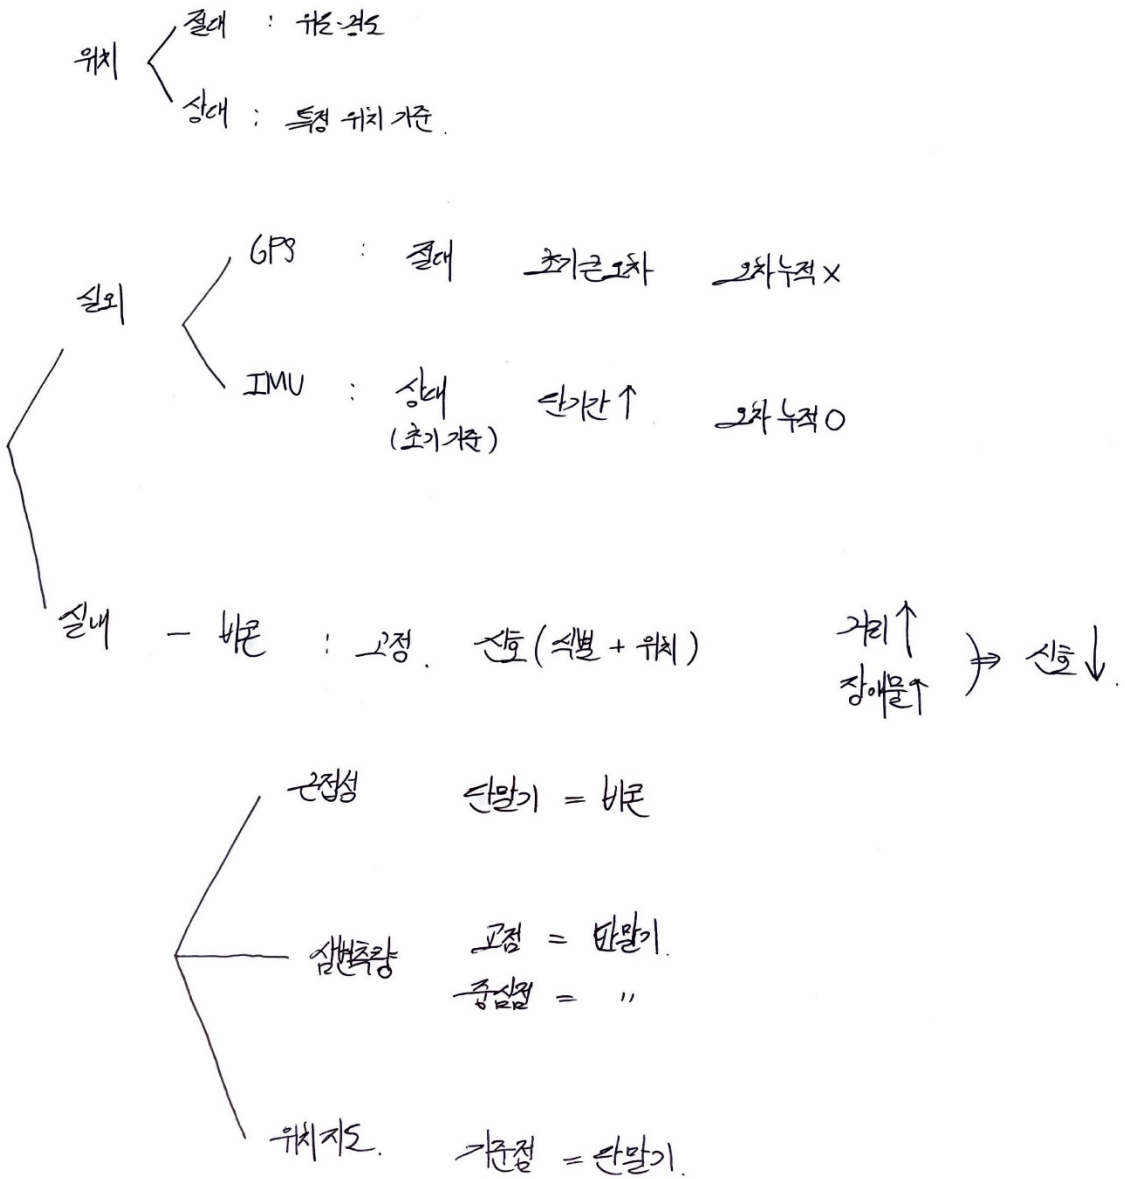 절대 : 위도·경도
위치
상대 : 특정 위치 기준.
GPS : 절대 초기 큰 오차 오차 누적 X
실외
IMU : 상대 단기간↑ 오차 누적 O
(초기 기준)
실내 - 비콘 : 고정. 신호(식별 + 위치) 거리↑ ⇒ 신호↓.
장애물↑
근접성 단말기 = 비콘
삼변측량 교점 = 단말기.
중심점 = "
위치지도. 기준점 = 단말기.